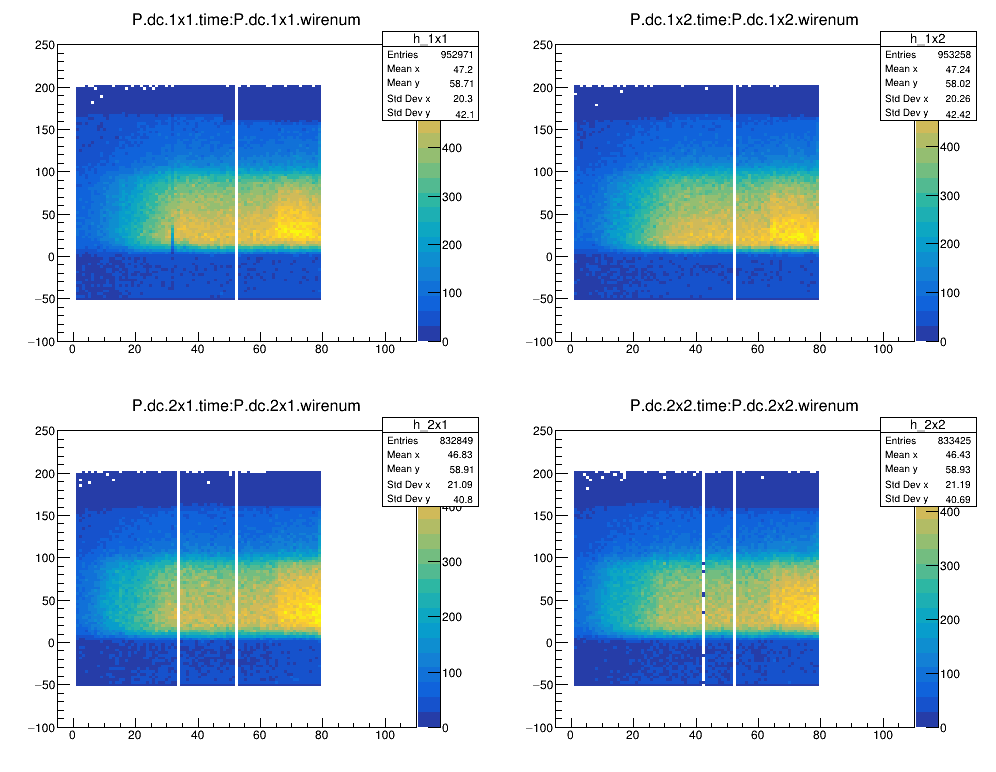 P.dc.1x1.time:P.dc.1x1.wirenum
h_1x1
Entries 952971
Mean x 47.2
Mean y 58.71
Std Dev x 20.3
Std Dev y 42.1
250
200
150
100
50
0
−50
−100
0 20 40 60 80 100
400
300
200
100
0
P.dc.1x2.time:P.dc.1x2.wirenum
h_1x2
Entries 953258
Mean x 47.24
Mean y 58.02
Std Dev x 20.26
Std Dev y 42.42
250
200
150
100
50
0
−50
−100
0 20 40 60 80 100
400
300
200
100
0
P.dc.2x1.time:P.dc.2x1.wirenum
h_2x1
Entries 832849
Mean x 46.83
Mean y 58.91
Std Dev x 21.09
Std Dev y 40.8
250
200
150
100
50
0
−50
−100
0 20 40 60 80 100
400
300
200
100
0
P.dc.2x2.time:P.dc.2x2.wirenum
h_2x2
Entries 833425
Mean x 46.43
Mean y 58.93
Std Dev x 21.19
Std Dev y 40.69
250
200
150
100
50
0
−50
−100
0 20 40 60 80 100
400
300
200
100
0